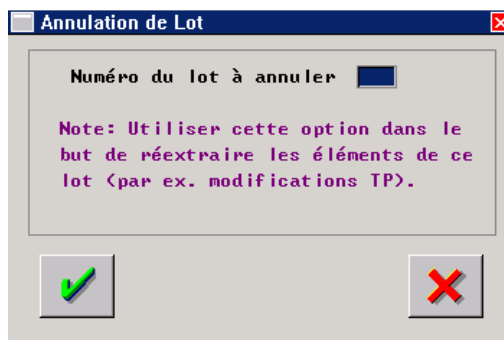 Annulation de Lot
Numéro du lot à annuler
Note: Utiliser cette option dans le
but de réextraire les éléments de ce
lot (par ex. modifications TP).